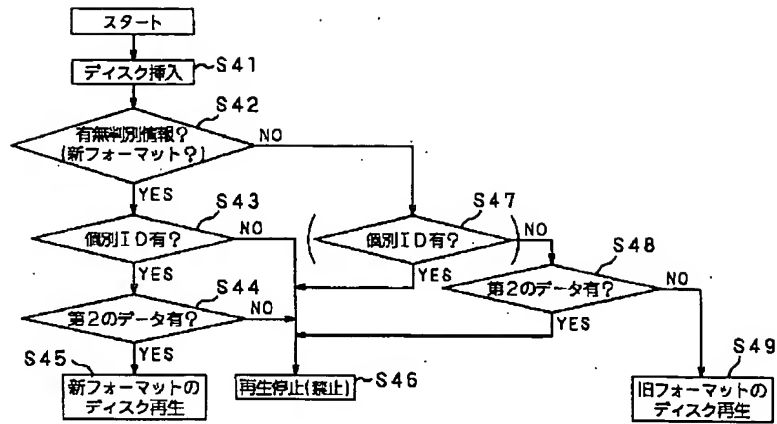 スタート
ディスク挿入
S41
有無判別情報?
(新フォーマット?)
S42
NO
YES
個別ID有?
S43
NO
YES
(個別ID有?)
S47
NO
YES
第2のデータ有?
S44
NO
YES
第2のデータ有?
S48
NO
YES
S45
新フォーマットの
ディスク再生
再生停止(禁止)
S46
S49
旧フォーマットの
ディスク再生